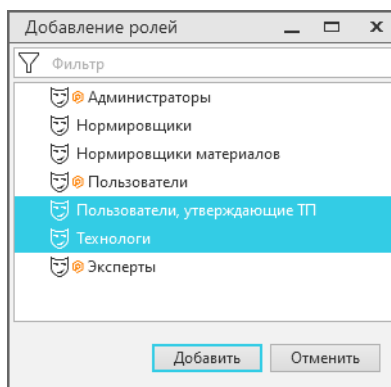 Добавление ролей
Фильтр
Администраторы
Нормировщики
Нормировщики материалов
Пользователи
Пользователи, утверждающие ТП
Технологи
Эксперты
Добавить Отменить